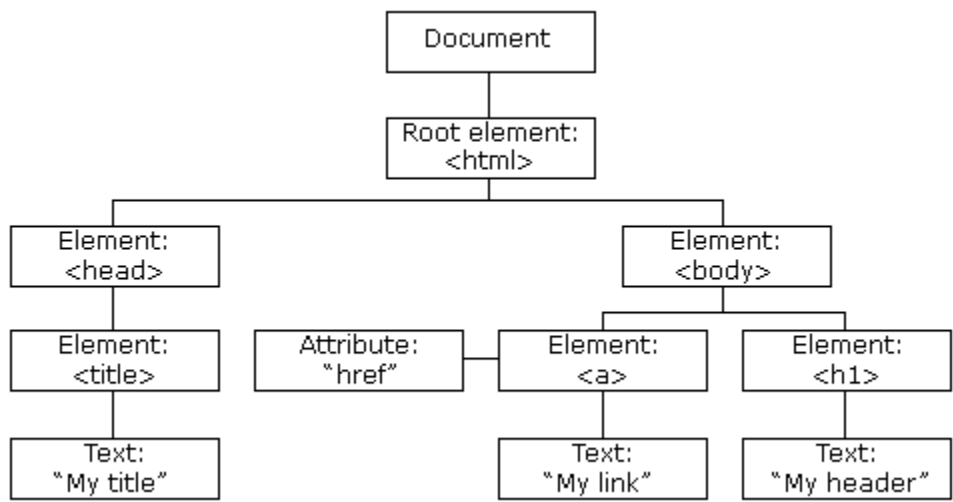 Document
Root element:
<html>
Element:
<head>
Element:
<body>
Element:
<title>
Attribute:
“href”
Element:
<a>
Element:
<h1>
Text:
“My title”
Text:
“My link”
Text:
“My header”